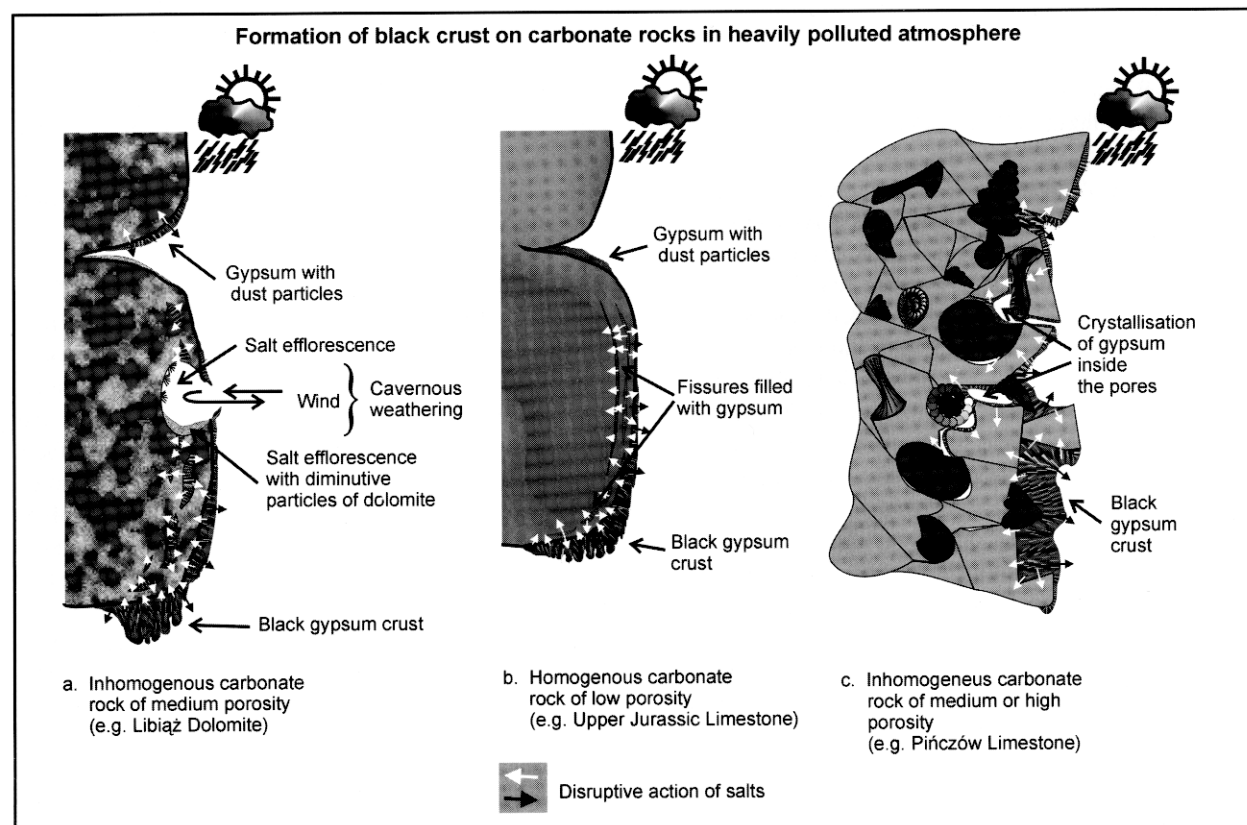 Formation of black crust on carbonate rocks in heavily polluted atmosphere
Gypsum with
dust particles
Salt efflorescence
Wind
Cavernous
weathering
Salt efflorescence
with diminutive
particles of dolomite
Black gypsum crust
a. Inhomogenous carbonate
rock of medium porosity
(e.g. Libiąż Dolomite)
Gypsum with
dust particles
Fissures filled
with gypsum
Black gypsum
crust
b. Homogenous carbonate
rock of low porosity
(e.g. Upper Jurassic Limestone)
Crystallisation
of gypsum
inside
the pores
Black
gypsum
crust
c. Inhomogeneus carbonate
rock of medium or high
porosity
(e.g. Pińczów Limestone)
Disruptive action of salts